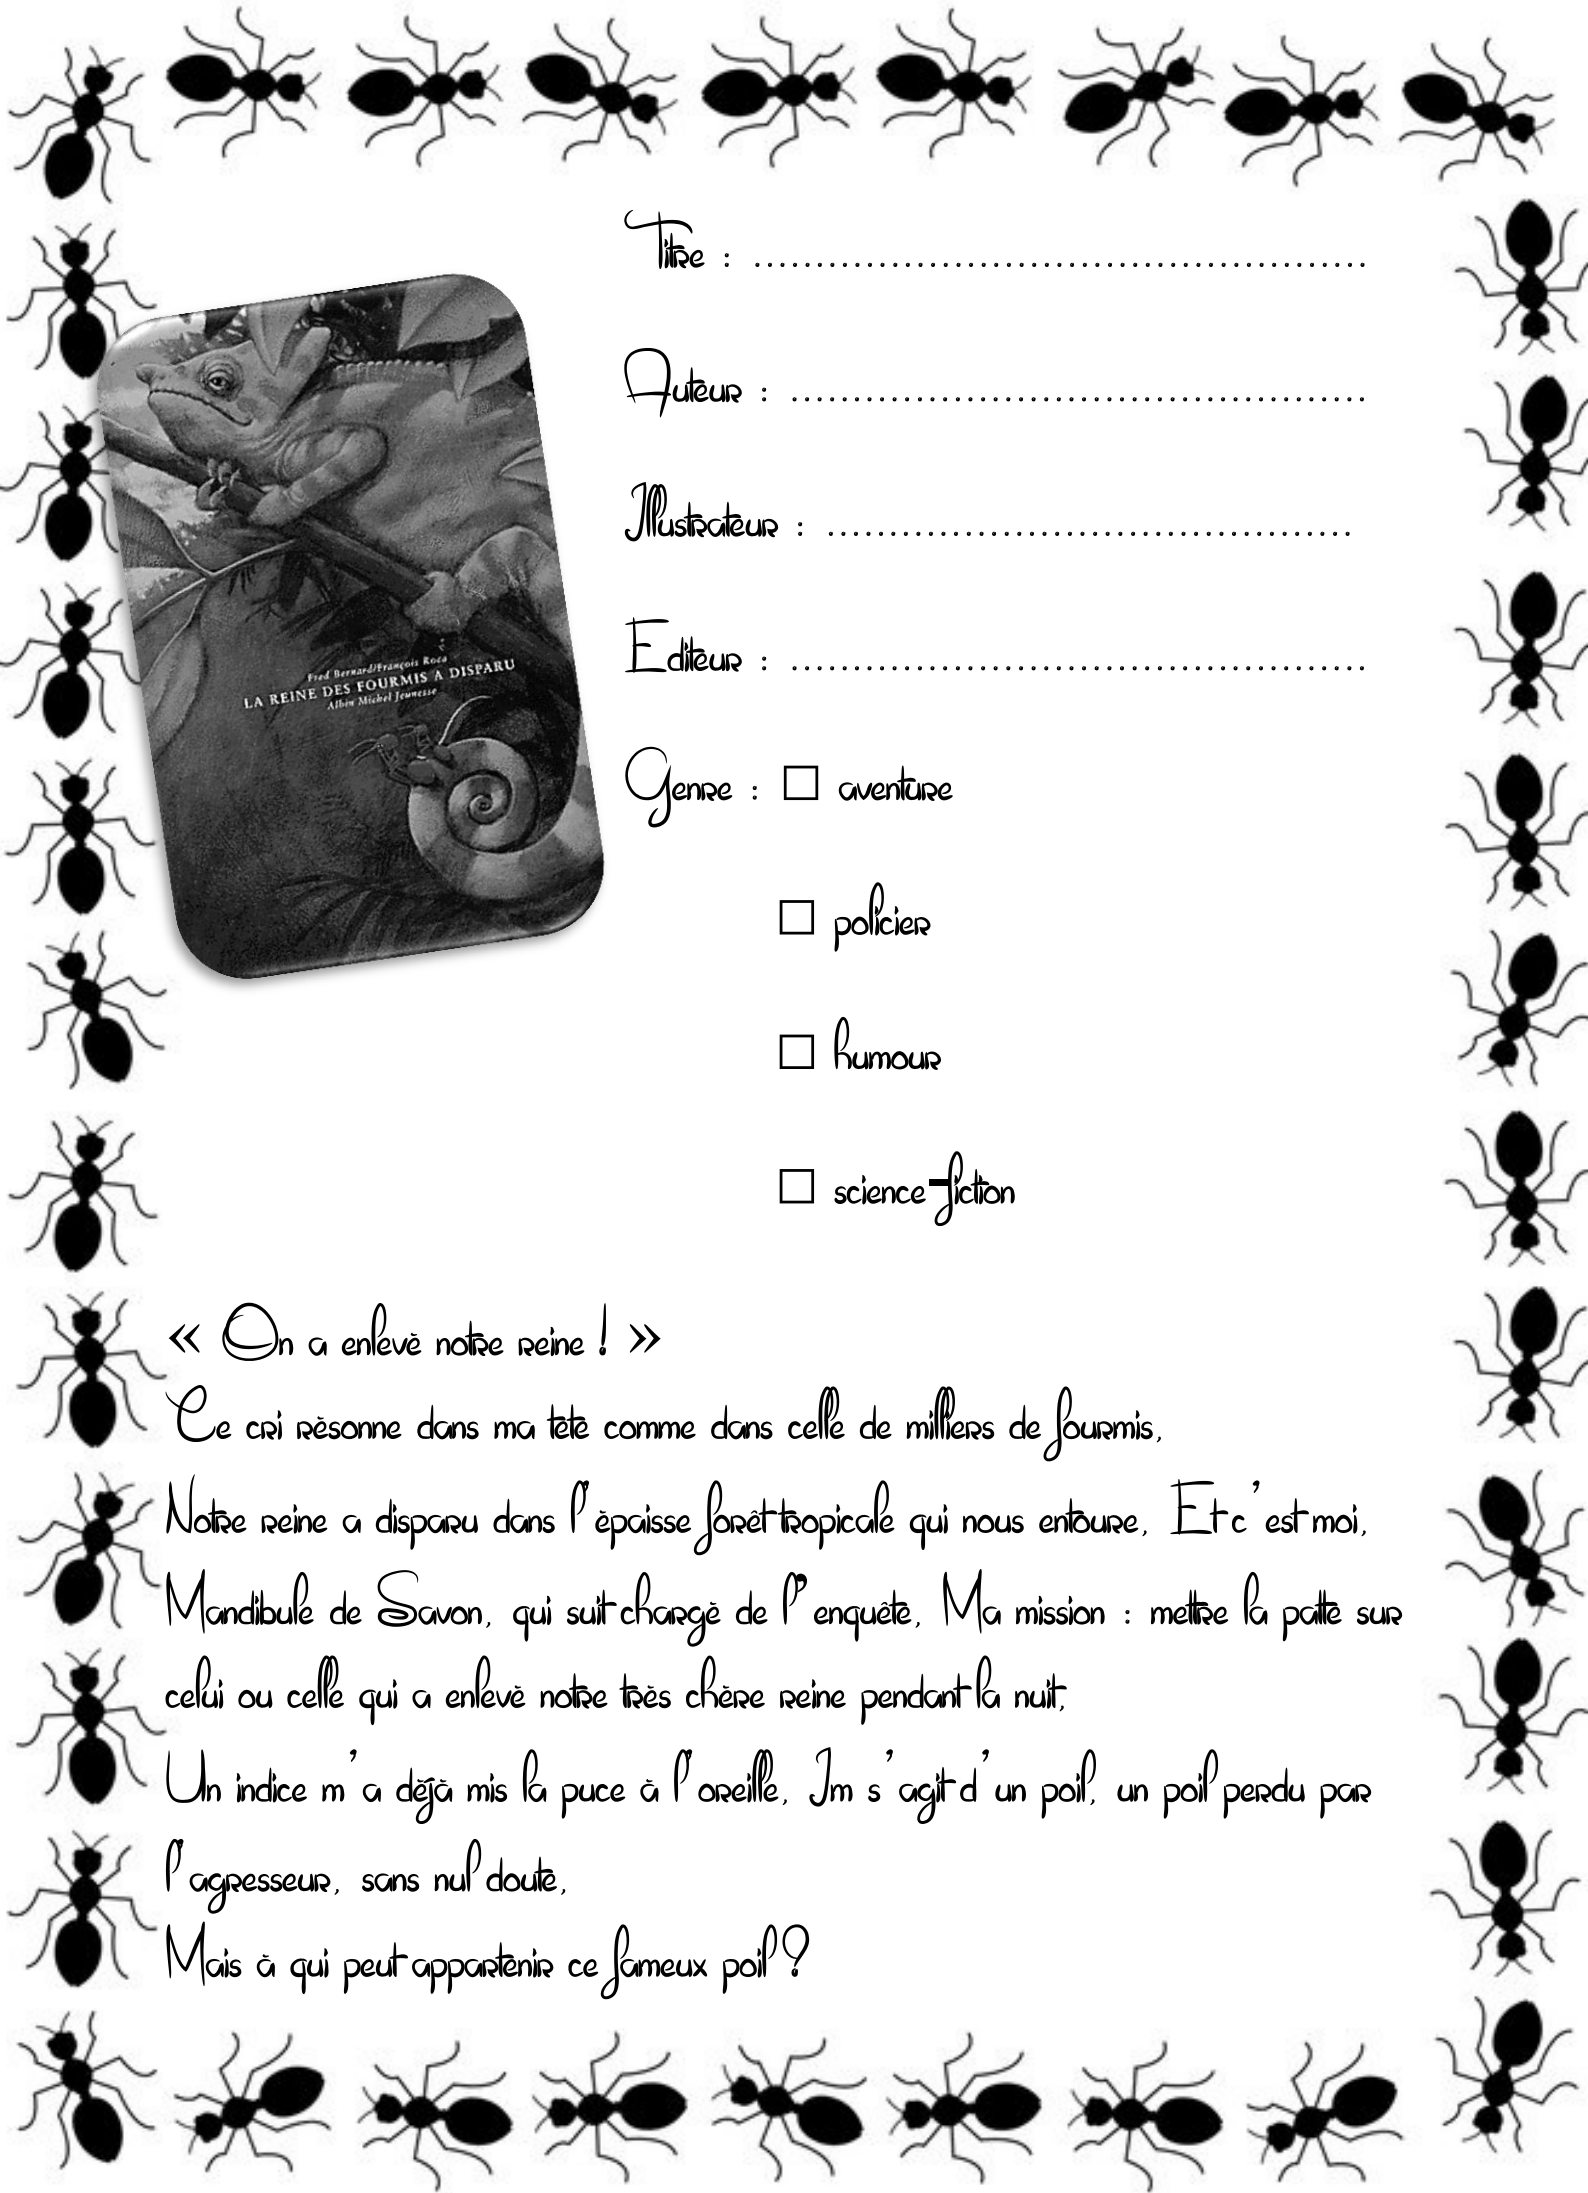 Titre : ................................................
Auteur : .............................................
Illustrateur : .........................................
Editeur : .............................................
Fred Bernard/François Roca
LA REINE DES FOURMIS A DISPARU
Albin Michel Jeunesse
Genre : □ aventure
□ policier
□ humour
□ science-fiction
« On a enlevé notre reine ! »
Ce cri résonne dans ma tête comme dans celle de milliers de fourmis.
Notre reine a disparu dans l'épaisse forêt tropicale qui nous entoure. Et c'est moi,
Mandibule de Savon, qui suit chargé de l'enquête. Ma mission : mettre la patte sur
celui ou celle qui a enlevé notre très chère reine pendant la nuit;
Un indice m'a déjà mis la puce à l'oreille. Im s'agit d'un poil, un poil perdu par
l'agresseur, sans nul doute.
Mais à qui peut appartenir ce fameux poil ?